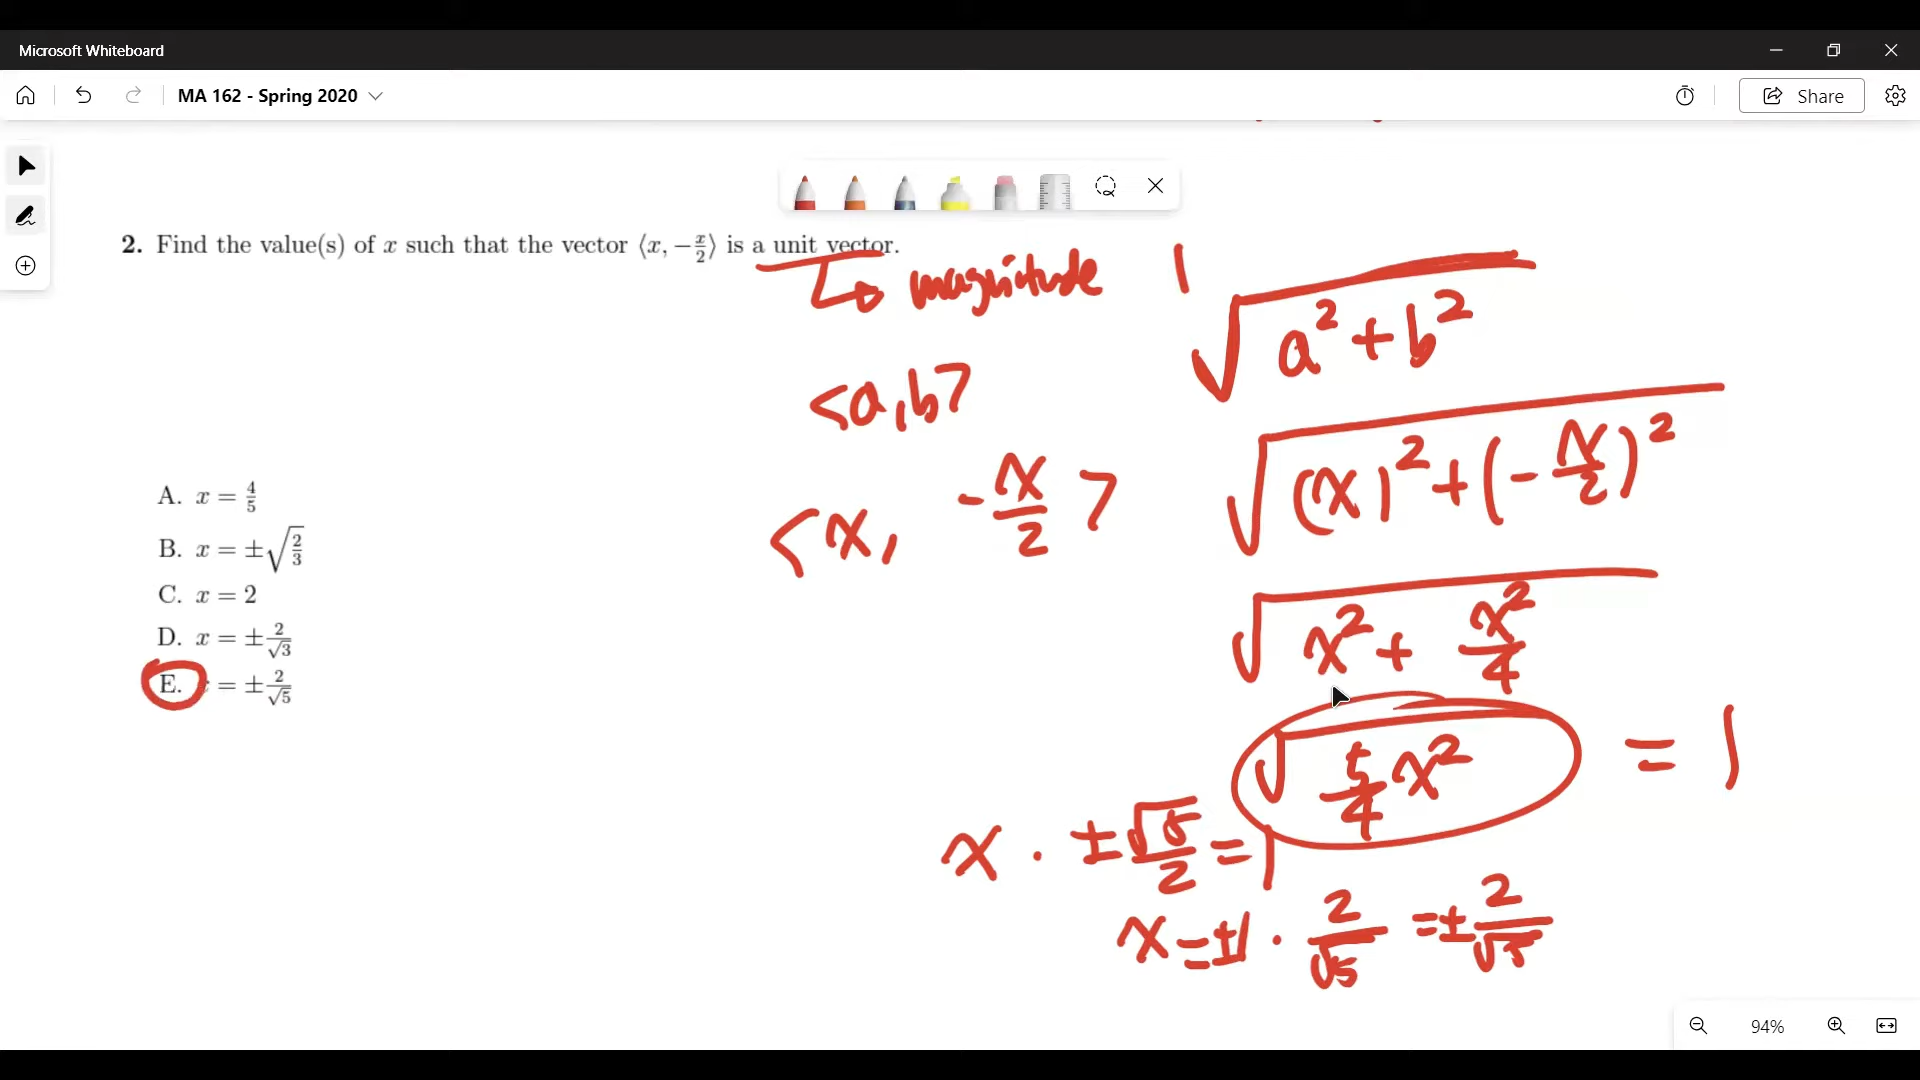 Microsoft Whiteboard
MA 162 - Spring 2020
Share
2. Find the value(s) of x such that the vector ⟨x, −x/2⟩ is a unit vector.
magnitude 1
√(a² + b²)
<a, b>
<x, -x/2>
√((x)² + (-x/2)²)
√(x² + x²/4)
√(5/4 x²) = 1
x · ±√5/2 = 1
x = ±1 · 2/√5 = ± 2/√5
A. x = 4/5
B. x = ±√(2/3)
C. x = 2
D. x = ±2/√3
E. = ±2/√5
94%